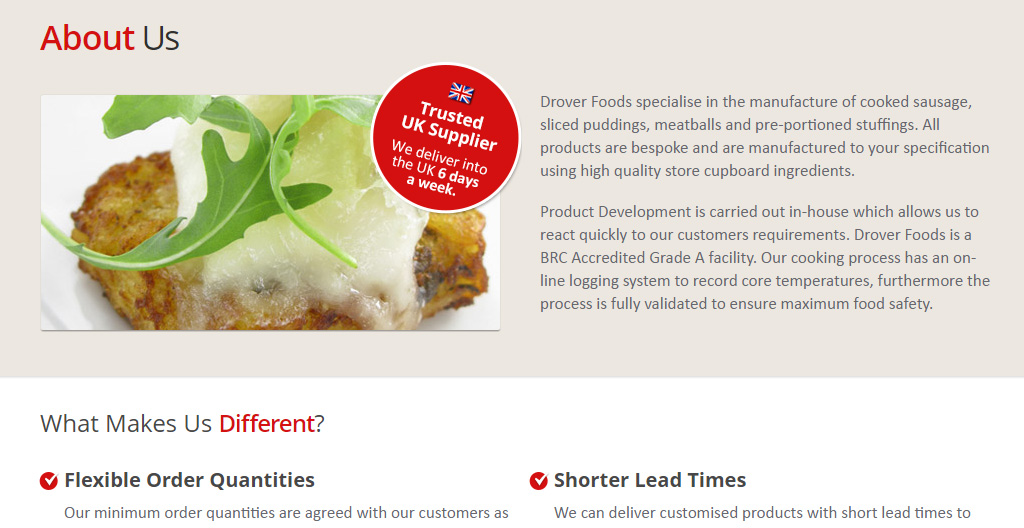 About Us
Trusted
UK Supplier
We deliver into
the UK 6 days
a week.
Drover Foods specialise in the manufacture of cooked sausage,
sliced puddings, meatballs and pre-portioned stuffings. All
products are bespoke and are manufactured to your specification
using high quality store cupboard ingredients.
Product Development is carried out in-house which allows us to
react quickly to our customers requirements. Drover Foods is a
BRC Accredited Grade A facility. Our cooking process has an on-
line logging system to record core temperatures, furthermore the
process is fully validated to ensure maximum food safety.
What Makes Us Different?
Flexible Order Quantities
Our minimum order quantities are agreed with our customers as
Shorter Lead Times
We can deliver customised products with short lead times to